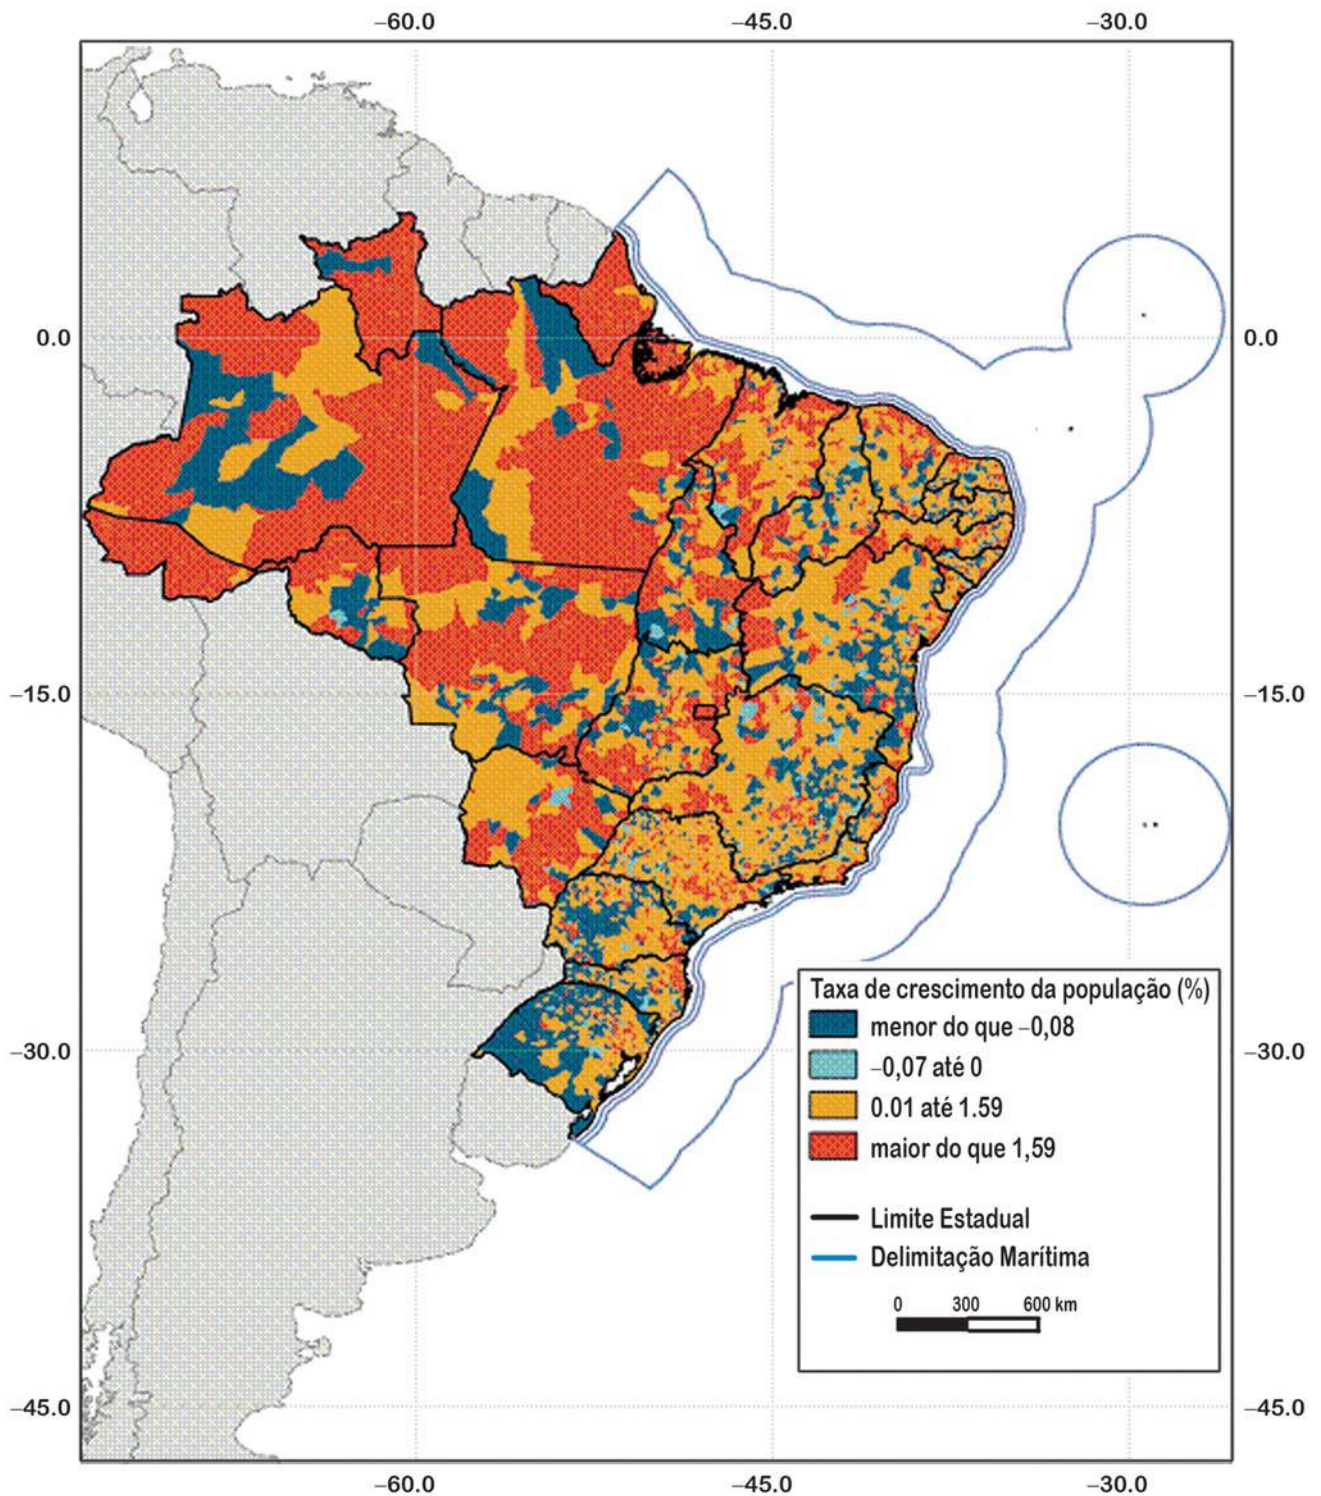 −60.0 −45.0 −30.0
0.0 0.0
−15.0 −15.0
Taxa de crescimento da população (%)
menor do que −0,08
−0,07 até 0
0.01 até 1.59
maior do que 1,59
Limite Estadual
Delimitação Marítima
0 300 600 km
−30.0 −30.0
−45.0 −45.0
−60.0 −45.0 −30.0